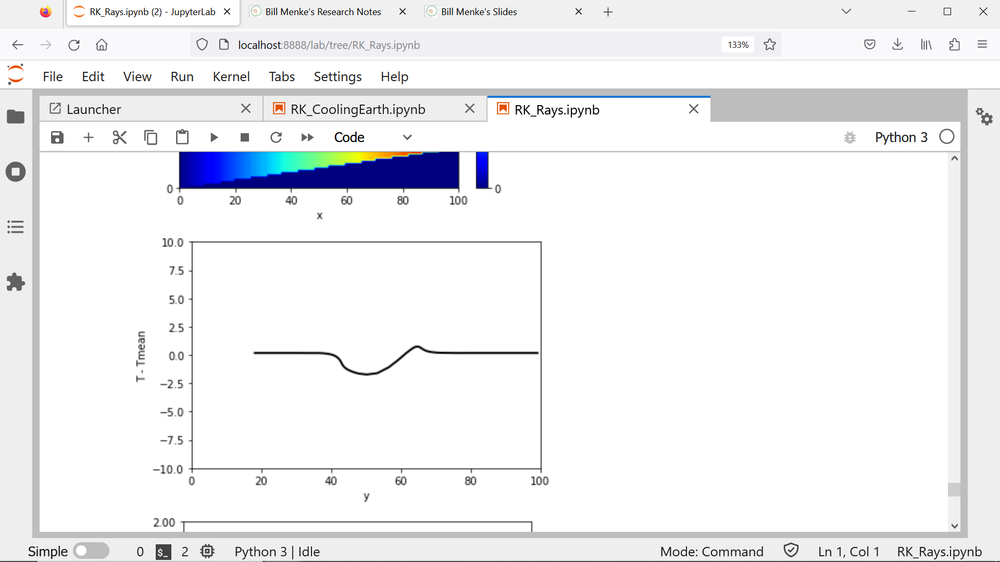 RK_Rays.ipynb (2) - JupyterLab
Bill Menke's Research Notes
Bill Menke's Slides
localhost:8888/lab/tree/RK_Rays.ipynb
133%
File Edit View Run Kernel Tabs Settings Help
Launcher
RK_CoolingEarth.ipynb
RK_Rays.ipynb
Code
Python 3
0
0
0 20 40 60 80 100
x
10.0
7.5
5.0
2.5
0.0
−2.5
−5.0
−7.5
−10.0
T - Tmean
0 20 40 60 80 100
y
2.00
Simple
0
$_
2
Python 3 | Idle
Mode: Command
Ln 1, Col 1
RK_Rays.ipynb